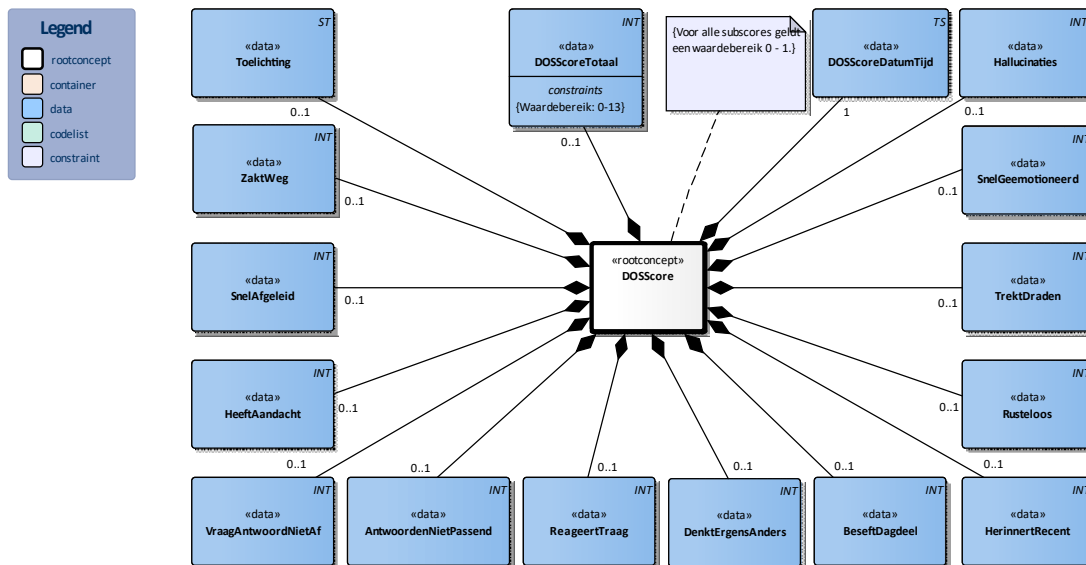 Legend
rootconcept
container
data
codelist
constraint
ST
«data»
Toelichting
0..1
INT
«data»
DOSScoreTotaal
constraints
{Waardebereik: 0-13}
0..1
{Voor alle subscores geldt
een waardebereik 0 - 1.}
TS
«data»
DOSScoreDatumTijd
1
INT
«data»
Hallucinaties
0..1
INT
«data»
ZaktWeg
0..1
INT
«data»
SnelGeemotioneerd
0..1
INT
«data»
SnelAfgeleid
0..1
«rootconcept»
DOSScore
INT
«data»
TrektDraden
0..1
INT
«data»
HeeftAandacht
0..1
INT
«data»
Rusteloos
0..1
0..1
INT
«data»
VraagAntwoordNietAf
0..1
INT
«data»
AntwoordenNietPassend
0..1
INT
«data»
ReageertTraag
0..1
INT
«data»
DenktErgensAnders
0..1
INT
«data»
BeseftDagdeel
0..1
INT
«data»
HerinnertRecent